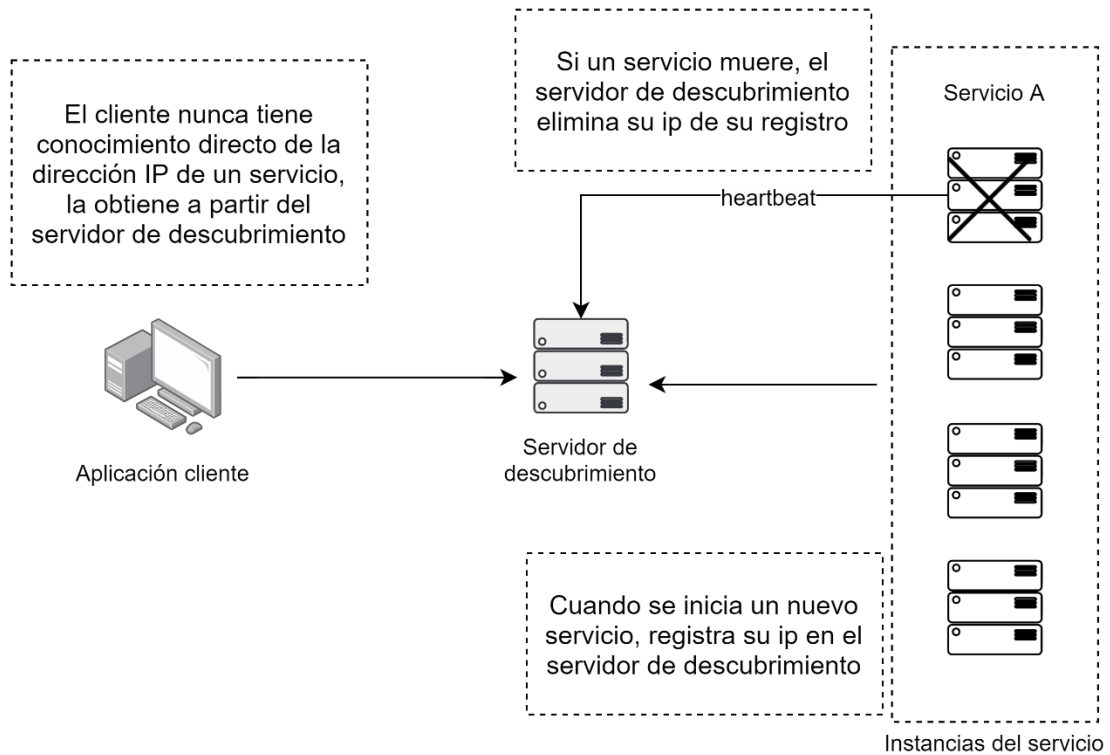 El cliente nunca tiene
conocimiento directo de la
dirección IP de un servicio,
la obtiene a partir del
servidor de descubrimiento
Si un servicio muere, el
servidor de descubrimiento
elimina su ip de su registro
Servicio A
heartbeat
Aplicación cliente
Servidor de
descubrimiento
Cuando se inicia un nuevo
servicio, registra su ip en el
servidor de descubrimiento
Instancias del servicio